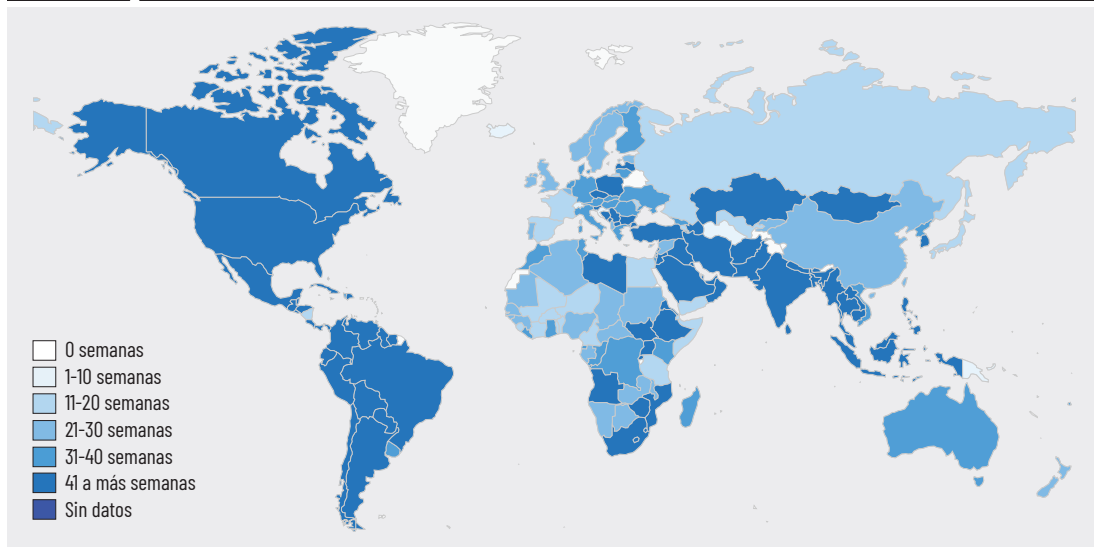 0 semanas
1-10 semanas
11-20 semanas
21-30 semanas
31-40 semanas
41 a más semanas
Sin datos